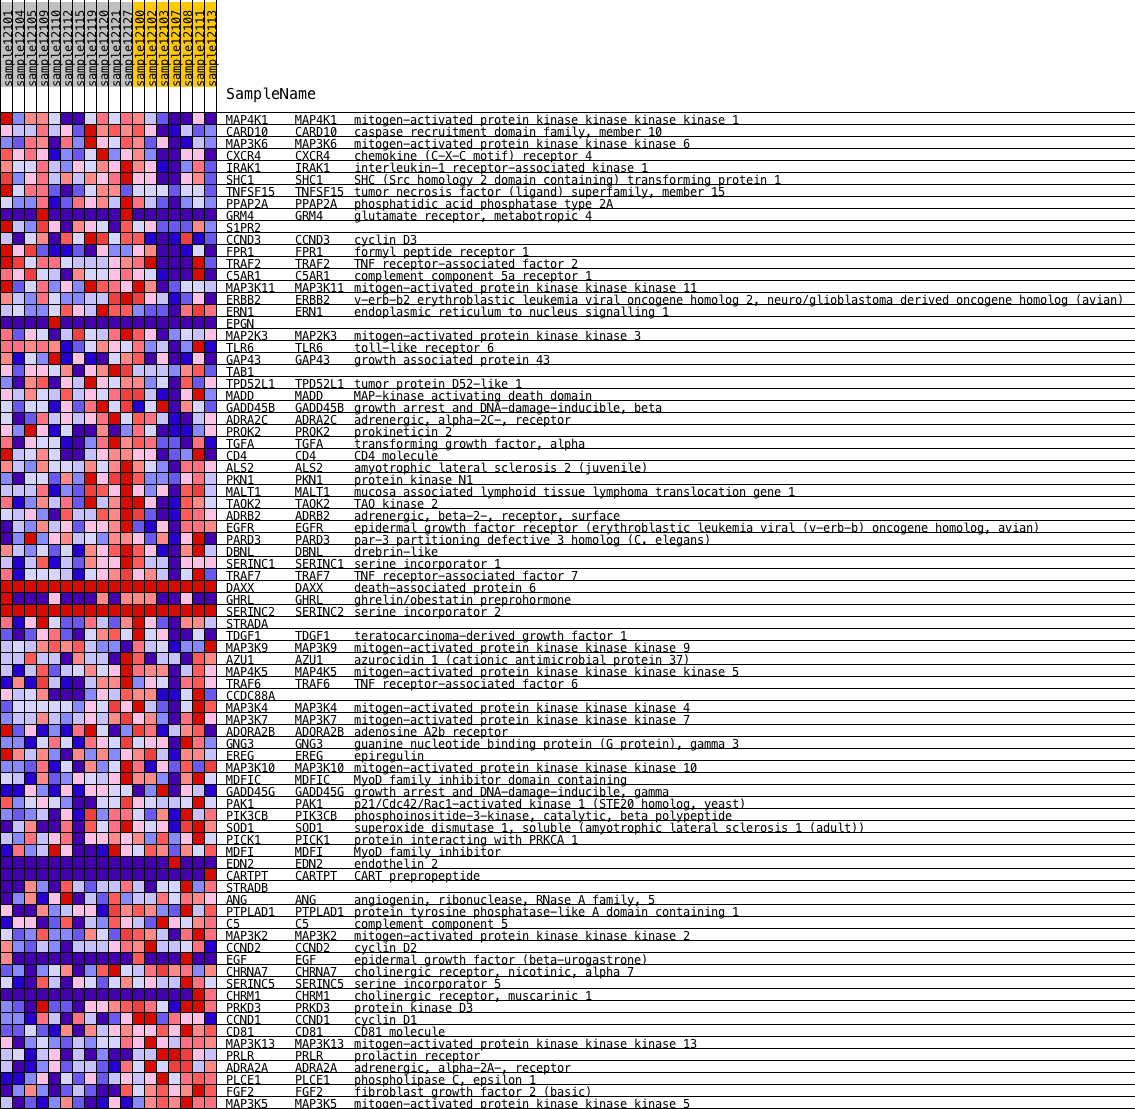 sample12101 sample12104 sample12105 sample12109 sample12110 sample12112 sample12115 sample12119 sample12120 sample12121 sample12127 sample12100 sample12102 sample12103 sample12107 sample12108 sample12111 sample12113
SampleName
MAP4K1 MAP4K1 mitogen-activated protein kinase kinase kinase kinase 1
CARD10 CARD10 caspase recruitment domain family, member 10
MAP3K6 MAP3K6 mitogen-activated protein kinase kinase kinase 6
CXCR4 CXCR4 chemokine (C-X-C motif) receptor 4
IRAK1 IRAK1 interleukin-1 receptor-associated kinase 1
SHC1 SHC1 SHC (Src homology 2 domain containing) transforming protein 1
TNFSF15 TNFSF15 tumor necrosis factor (ligand) superfamily, member 15
PPAP2A PPAP2A phosphatidic acid phosphatase type 2A
GRM4 GRM4 glutamate receptor, metabotropic 4
S1PR2
CCND3 CCND3 cyclin D3
FPR1 FPR1 formyl peptide receptor 1
TRAF2 TRAF2 TNF receptor-associated factor 2
C5AR1 C5AR1 complement component 5a receptor 1
MAP3K11 MAP3K11 mitogen-activated protein kinase kinase kinase 11
ERBB2 ERBB2 v-erb-b2 erythroblastic leukemia viral oncogene homolog 2, neuro/glioblastoma derived oncogene homolog (avian)
ERN1 ERN1 endoplasmic reticulum to nucleus signalling 1
EPGN
MAP2K3 MAP2K3 mitogen-activated protein kinase kinase 3
TLR6 TLR6 toll-like receptor 6
GAP43 GAP43 growth associated protein 43
TAB1
TPD52L1 TPD52L1 tumor protein D52-like 1
MADD MADD MAP-kinase activating death domain
GADD45B GADD45B growth arrest and DNA-damage-inducible, beta
ADRA2C ADRA2C adrenergic, alpha-2C-, receptor
PROK2 PROK2 prokineticin 2
TGFA TGFA transforming growth factor, alpha
CD4 CD4 CD4 molecule
ALS2 ALS2 amyotrophic lateral sclerosis 2 (juvenile)
PKN1 PKN1 protein kinase N1
MALT1 MALT1 mucosa associated lymphoid tissue lymphoma translocation gene 1
TAOK2 TAOK2 TAO kinase 2
ADRB2 ADRB2 adrenergic, beta-2-, receptor, surface
EGFR EGFR epidermal growth factor receptor (erythroblastic leukemia viral (v-erb-b) oncogene homolog, avian)
PARD3 PARD3 par-3 partitioning defective 3 homolog (C. elegans)
DBNL DBNL drebrin-like
SERINC1 SERINC1 serine incorporator 1
TRAF7 TRAF7 TNF receptor-associated factor 7
DAXX DAXX death-associated protein 6
GHRL GHRL ghrelin/obestatin preprohormone
SERINC2 SERINC2 serine incorporator 2
STRADA
TDGF1 TDGF1 teratocarcinoma-derived growth factor 1
MAP3K9 MAP3K9 mitogen-activated protein kinase kinase kinase 9
AZU1 AZU1 azurocidin 1 (cationic antimicrobial protein 37)
MAP4K5 MAP4K5 mitogen-activated protein kinase kinase kinase kinase 5
TRAF6 TRAF6 TNF receptor-associated factor 6
CCDC88A
MAP3K4 MAP3K4 mitogen-activated protein kinase kinase kinase 4
MAP3K7 MAP3K7 mitogen-activated protein kinase kinase kinase 7
ADORA2B ADORA2B adenosine A2b receptor
GNG3 GNG3 guanine nucleotide binding protein (G protein), gamma 3
EREG EREG epiregulin
MAP3K10 MAP3K10 mitogen-activated protein kinase kinase kinase 10
MDFIC MDFIC MyoD family inhibitor domain containing
GADD45G GADD45G growth arrest and DNA-damage-inducible, gamma
PAK1 PAK1 p21/Cdc42/Rac1-activated kinase 1 (STE20 homolog, yeast)
PIK3CB PIK3CB phosphoinositide-3-kinase, catalytic, beta polypeptide
SOD1 SOD1 superoxide dismutase 1, soluble (amyotrophic lateral sclerosis 1 (adult))
PICK1 PICK1 protein interacting with PRKCA 1
MDFI MDFI MyoD family inhibitor
EDN2 EDN2 endothelin 2
CARTPT CARTPT CART prepropeptide
STRADB
ANG ANG angiogenin, ribonuclease, RNase A family, 5
PTPLAD1 PTPLAD1 protein tyrosine phosphatase-like A domain containing 1
C5 C5 complement component 5
MAP3K2 MAP3K2 mitogen-activated protein kinase kinase kinase 2
CCND2 CCND2 cyclin D2
EGF EGF epidermal growth factor (beta-urogastrone)
CHRNA7 CHRNA7 cholinergic receptor, nicotinic, alpha 7
SERINC5 SERINC5 serine incorporator 5
CHRM1 CHRM1 cholinergic receptor, muscarinic 1
PRKD3 PRKD3 protein kinase D3
CCND1 CCND1 cyclin D1
CD81 CD81 CD81 molecule
MAP3K13 MAP3K13 mitogen-activated protein kinase kinase kinase 13
PRLR PRLR prolactin receptor
ADRA2A ADRA2A adrenergic, alpha-2A-, receptor
PLCE1 PLCE1 phospholipase C, epsilon 1
FGF2 FGF2 fibroblast growth factor 2 (basic)
MAP3K5 MAP3K5 mitogen-activated protein kinase kinase kinase 5